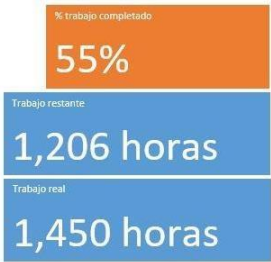 % trabajo completado
55%
Trabajo restante
1,206 horas
Trabajo real
1,450 horas